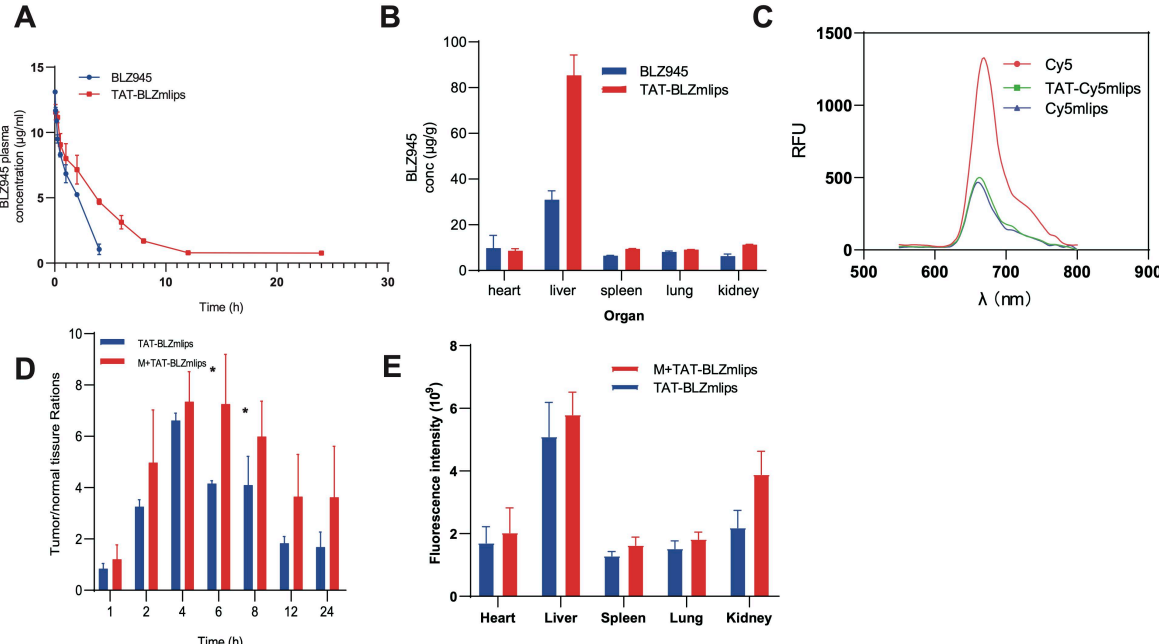 A
BLZ945 plasma
concentration (μg/ml)
15
10
5
0
BLZ945
TAT-BLZmlips
0 10 20 30
Time (h)
B
BLZ945
conc (μg/g)
100
80
60
40
20
0
BLZ945
TAT-BLZmlips
heart liver spleen lung kidney
Organ
C
RFU
1500
1000
500
0
Cy5
TAT-Cy5mlips
Cy5mlips
500 600 700 800 900
λ (nm)
D
Tumor/normal tissure Rations
10
8
6
4
2
0
TAT-BLZmlips
M+TAT-BLZmlips
*
*
1 2 4 6 8 12 24
Time (h)
E
Fluorescence intensity (10⁹)
8
6
4
2
0
M+TAT-BLZmlips
TAT-BLZmlips
Heart Liver Spleen Lung Kidney